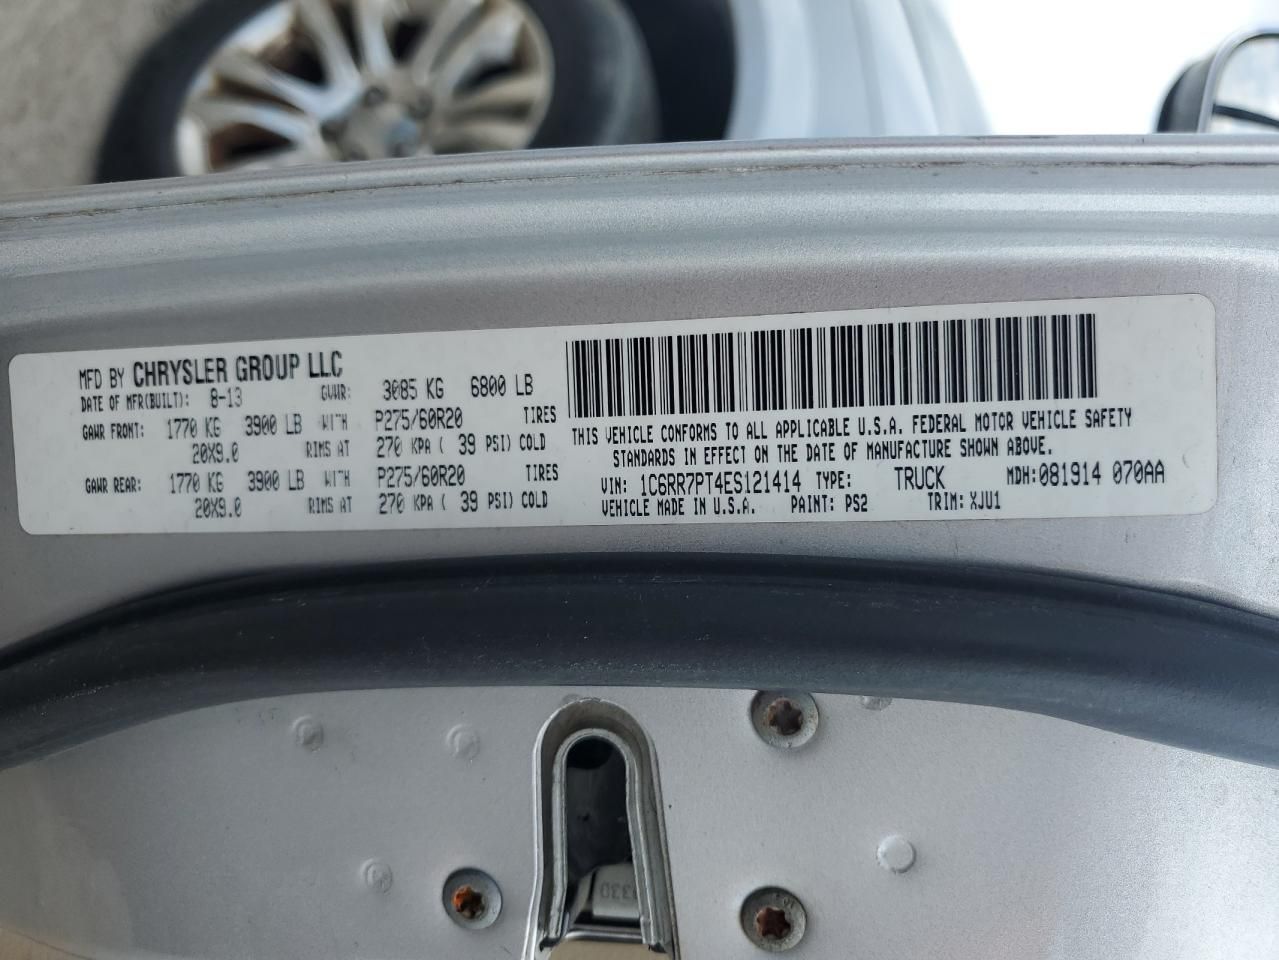 MFD BY CHRYSLER GROUP LLC
DATE OF MFR(BUILT): 8-13 GVWR: 3085 KG 6800 LB
GAWR FRONT: 1770 KG 3900 LB WITH P275/60R20 TIRES
20X9.0 RIMS AT 270 KPA ( 39 PSI) COLD
GAWR REAR: 1770 KG 3900 LB WITH P275/60R20 TIRES
20X9.0 RIMS AT 270 KPA ( 39 PSI) COLD
THIS VEHICLE CONFORMS TO ALL APPLICABLE U.S.A. FEDERAL MOTOR VEHICLE SAFETY
STANDARDS IN EFFECT ON THE DATE OF MANUFACTURE SHOWN ABOVE.
VIN: 1C6RR7PT4ES121414 TYPE: TRUCK MDH:081914 070AA
VEHICLE MADE IN U.S.A. PAINT: PS2 TRIM: XJU1